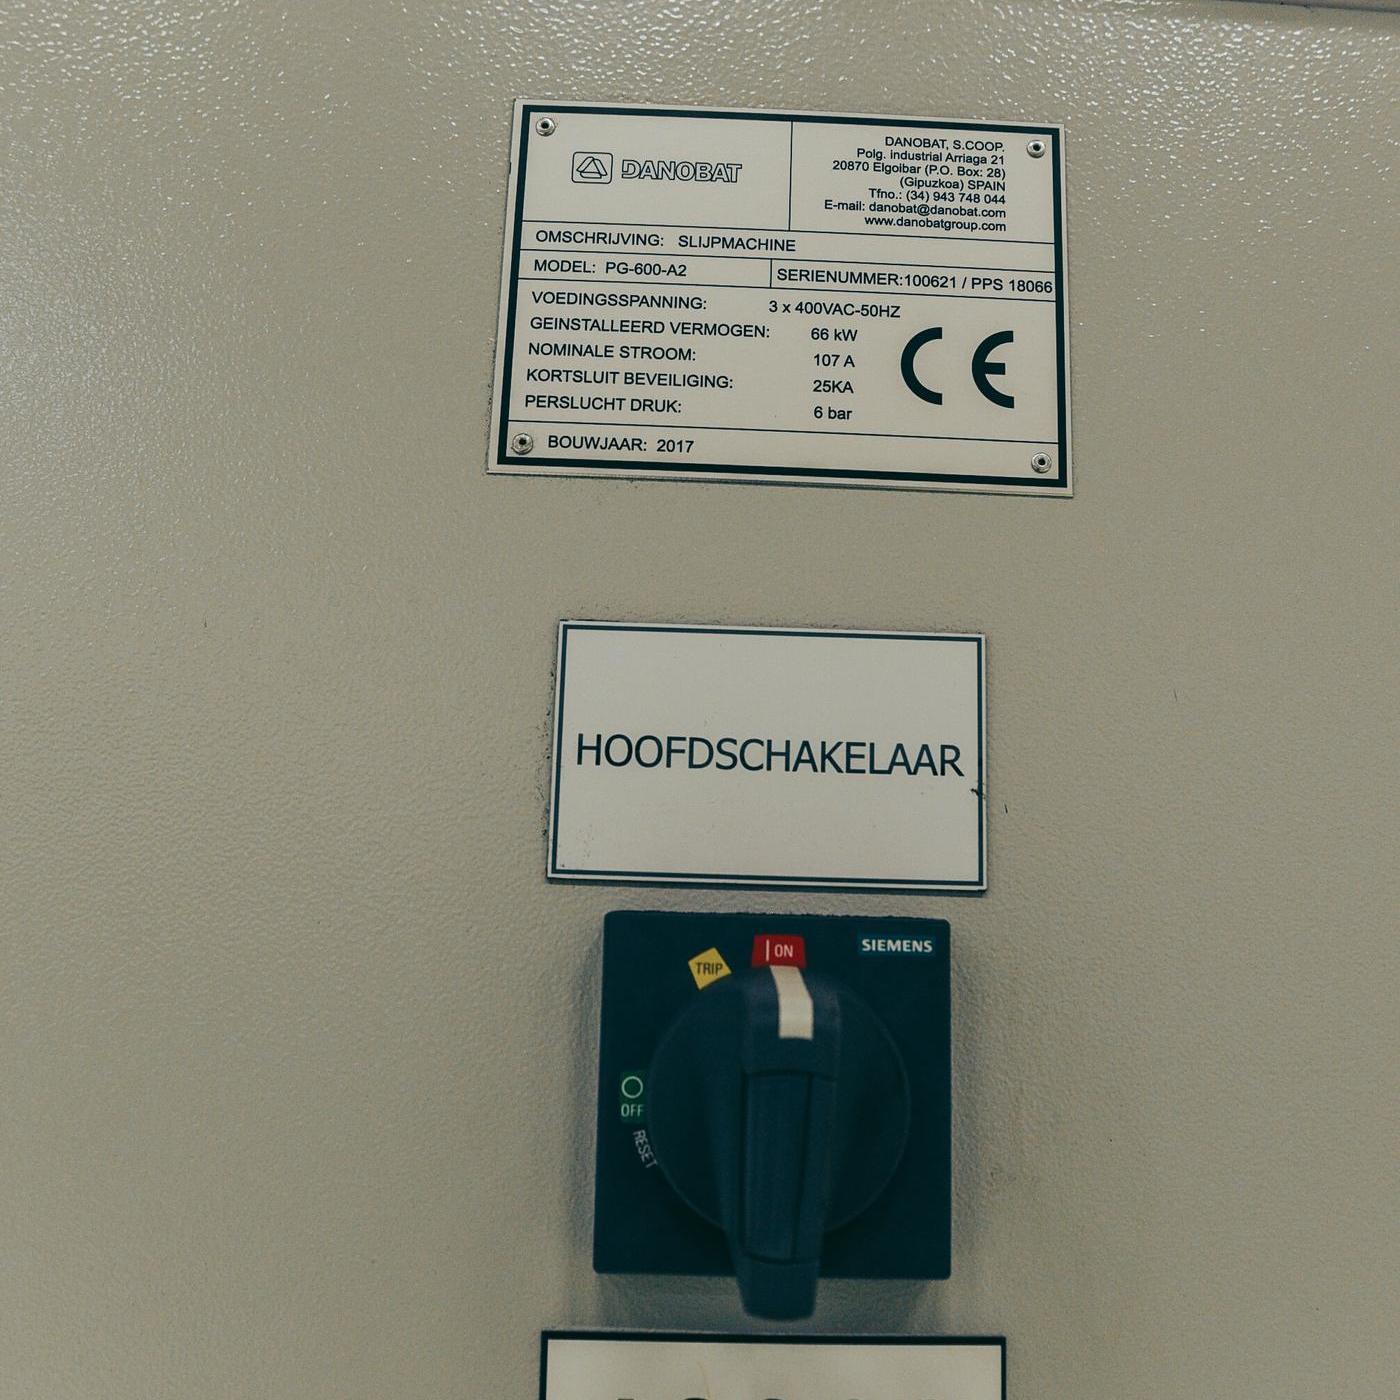 DANOBAT
DANOBAT, S.COOP.
Polg. industrial Arriaga 21
20870 Elgoibar (P.O. Box: 28)
(Gipuzkoa) SPAIN
Tfno.: (34) 943 748 044
E-mail: danobat@danobat.com
www.danobatgroup.com
OMSCHRIJVING: SLIJPMACHINE
MODEL: PG-600-A2
SERIENUMMER:100621 / PPS 18066
VOEDINGSSPANNING: 3 x 400VAC-50HZ
GEINSTALLEERD VERMOGEN: 66 kW
NOMINALE STROOM: 107 A
KORTSLUIT BEVEILIGING: 25KA
PERSLUCHT DRUK: 6 bar
CE
BOUWJAAR: 2017
HOOFDSCHAKELAAR
SIEMENS
I ON
TRIP
O
OFF
RESET